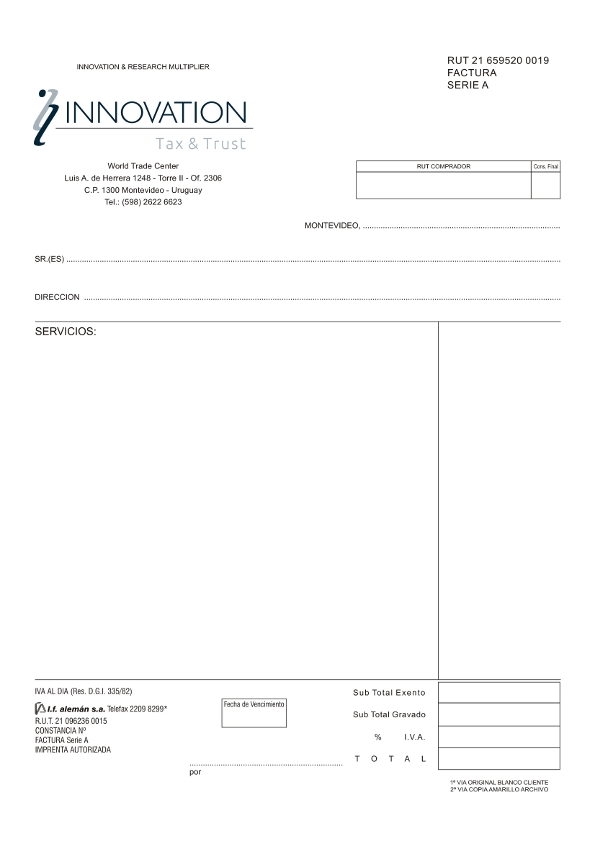 INNOVATION & RESEARCH MULTIPLIER
RUT 21 659520 0019
FACTURA
SERIE A
INNOVATION
Tax & Trust
World Trade Center
Luis A. de Herrera 1248 - Torre II - Of. 2306
C.P. 1300 Montevideo - Uruguay
Tel.: (598) 2622 6623
RUT COMPRADOR
Cons. Final
MONTEVIDEO,
SR.(ES)
DIRECCION
SERVICIOS:
IVA AL DIA (Res. D.G.I. 335/82)
i.f. alemán s.a. Telefax 2209 8299*
R.U.T. 21 096236 0015
CONSTANCIA Nº
FACTURA Serie A
IMPRENTA AUTORIZADA
Fecha de Vencimiento
por
Sub Total Exento
Sub Total Gravado
% I.V.A.
T O T A L
1ª VIA ORIGINAL BLANCO CLIENTE
2ª VIA COPIA AMARILLO ARCHIVO